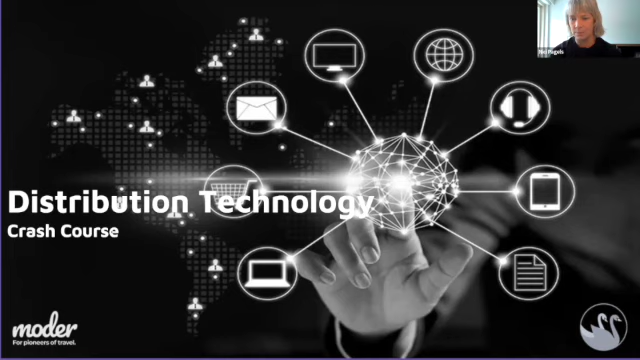 Distribution Technology
Crash Course
moder
For pioneers of travel.